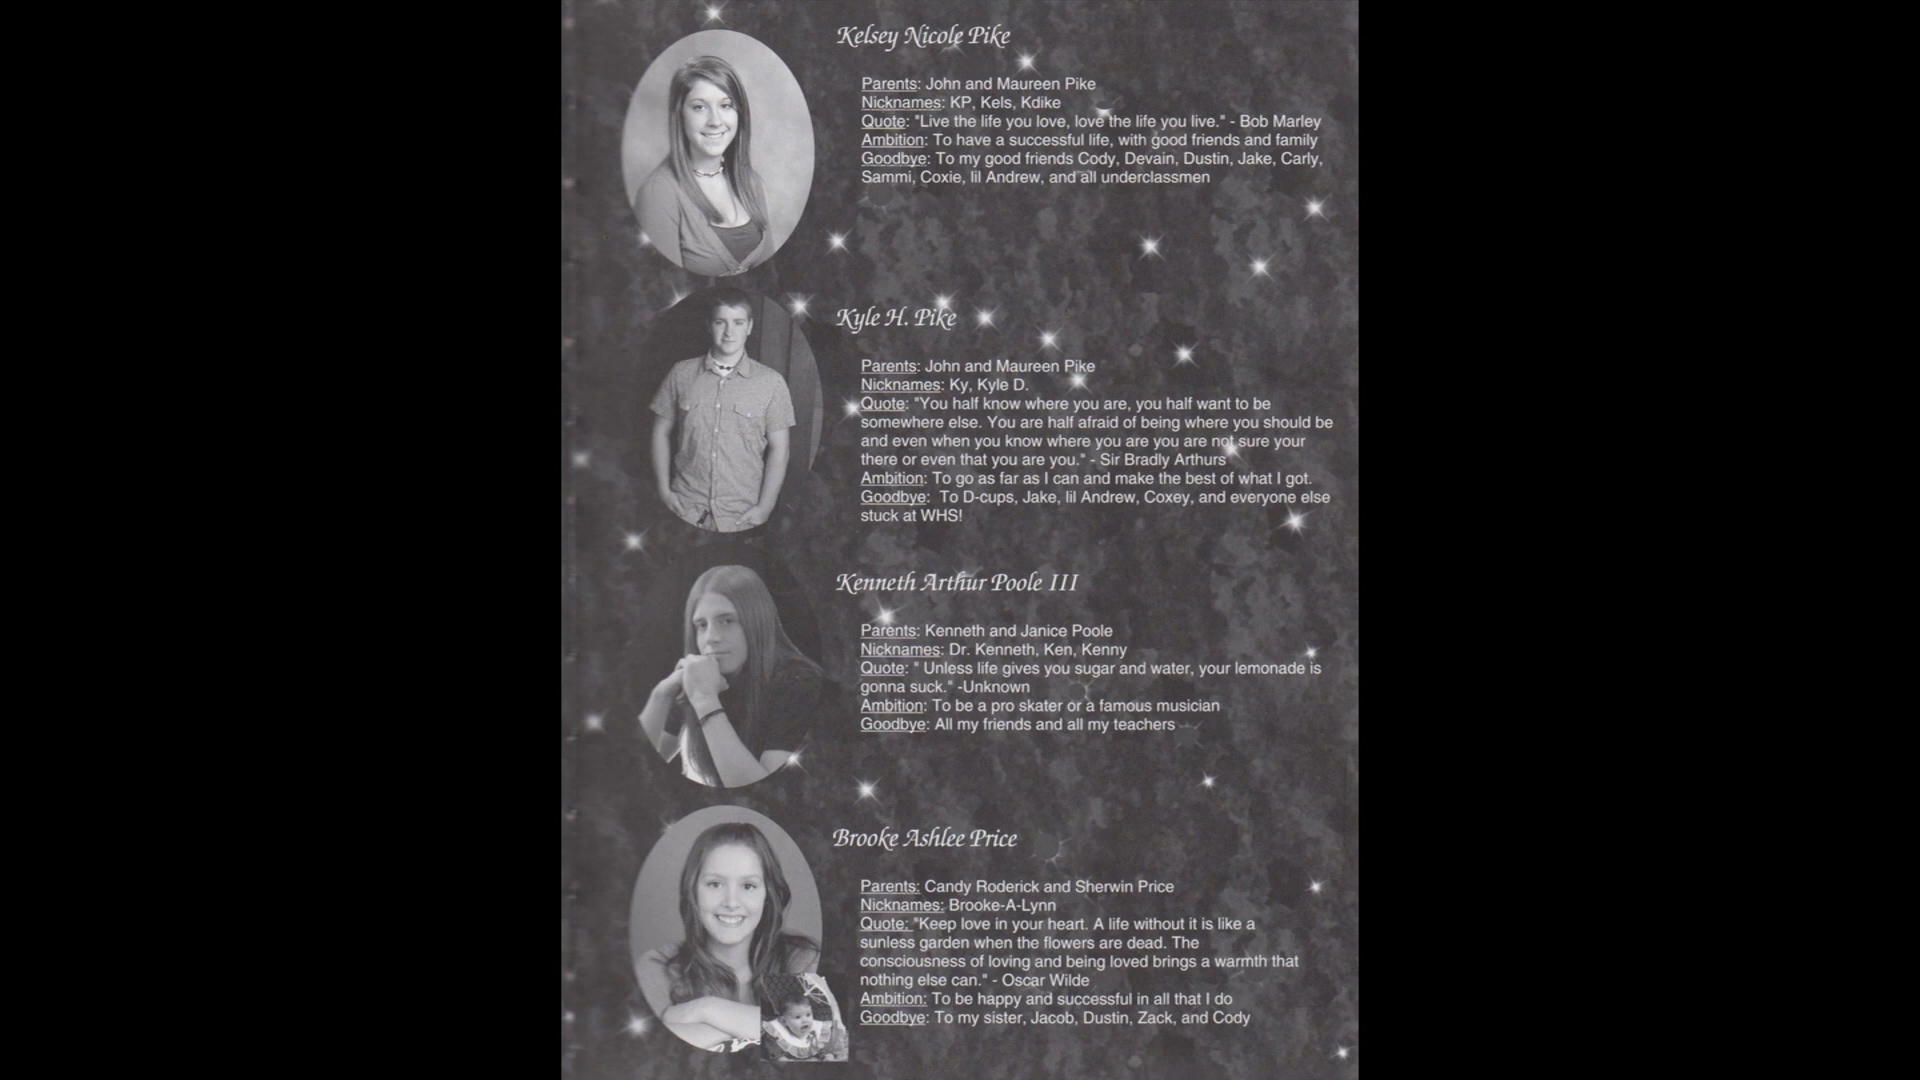 Kelsey Nicole Pike
Parents: John and Maureen Pike
Nicknames: KP, Kels, Kdike
Quote: "Live the life you love, love the life you live." - Bob Marley
Ambition: To have a successful life, with good friends and family
Goodbye: To my good friends Cody, Devain, Dustin, Jake, Carly,
Sammi, Coxie, lil Andrew, and all underclassmen
Kyle H. Pike
Parents: John and Maureen Pike
Nicknames: Ky, Kyle D.
Quote: "You half know where you are, you half want to be
somewhere else. You are half afraid of being where you should be
and even when you know where you are you are not sure your
there or even that you are you." - Sir Bradly Arthurs
Ambition: To go as far as I can and make the best of what I got.
Goodbye:  To D-cups, Jake, lil Andrew, Coxey, and everyone else
stuck at WHS!
Kenneth Arthur Poole III
Parents: Kenneth and Janice Poole
Nicknames: Dr. Kenneth, Ken, Kenny
Quote: " Unless life gives you sugar and water, your lemonade is
gonna suck." -Unknown
Ambition: To be a pro skater or a famous musician
Goodbye: All my friends and all my teachers
Brooke Ashlee Price
Parents: Candy Roderick and Sherwin Price
Nicknames: Brooke-A-Lynn
Quote: "Keep love in your heart. A life without it is like a
sunless garden when the flowers are dead. The
consciousness of loving and being loved brings a warmth that
nothing else can." - Oscar Wilde
Ambition: To be happy and successful in all that I do
Goodbye: To my sister, Jacob, Dustin, Zack, and Cody